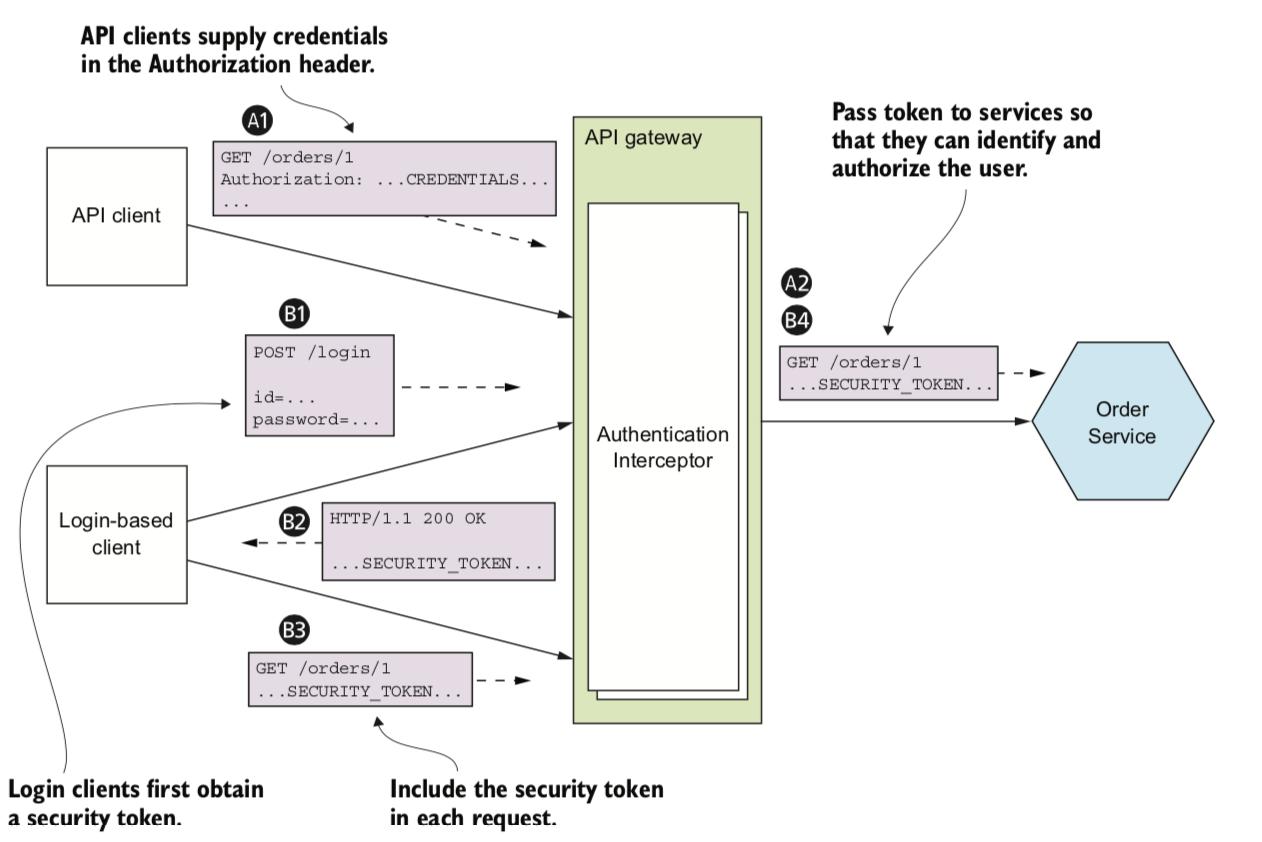 API clients supply credentials
in the Authorization header.
A1
GET /orders/1
Authorization: ...CREDENTIALS...
...
API client
API gateway
Pass token to services so
that they can identify and
authorize the user.
A2
B4
GET /orders/1
...SECURITY_TOKEN...
B1
POST /login
id=...
password=...
Authentication
Interceptor
Order
Service
Login-based
client
B2
HTTP/1.1 200 OK
...SECURITY_TOKEN...
B3
GET /orders/1
...SECURITY_TOKEN...
Login clients first obtain
a security token.
Include the security token
in each request.